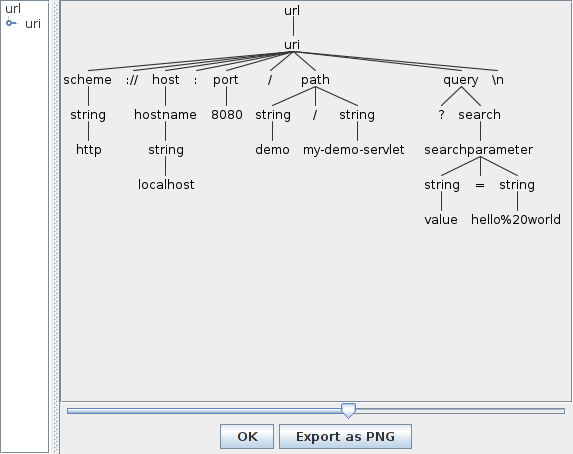 url
uri
url
uri
scheme :// host : port / path query \n
string hostname 8080 string / string ? search
http string demo my-demo-servlet searchparameter
localhost string = string
value hello%20world
OK Export as PNG